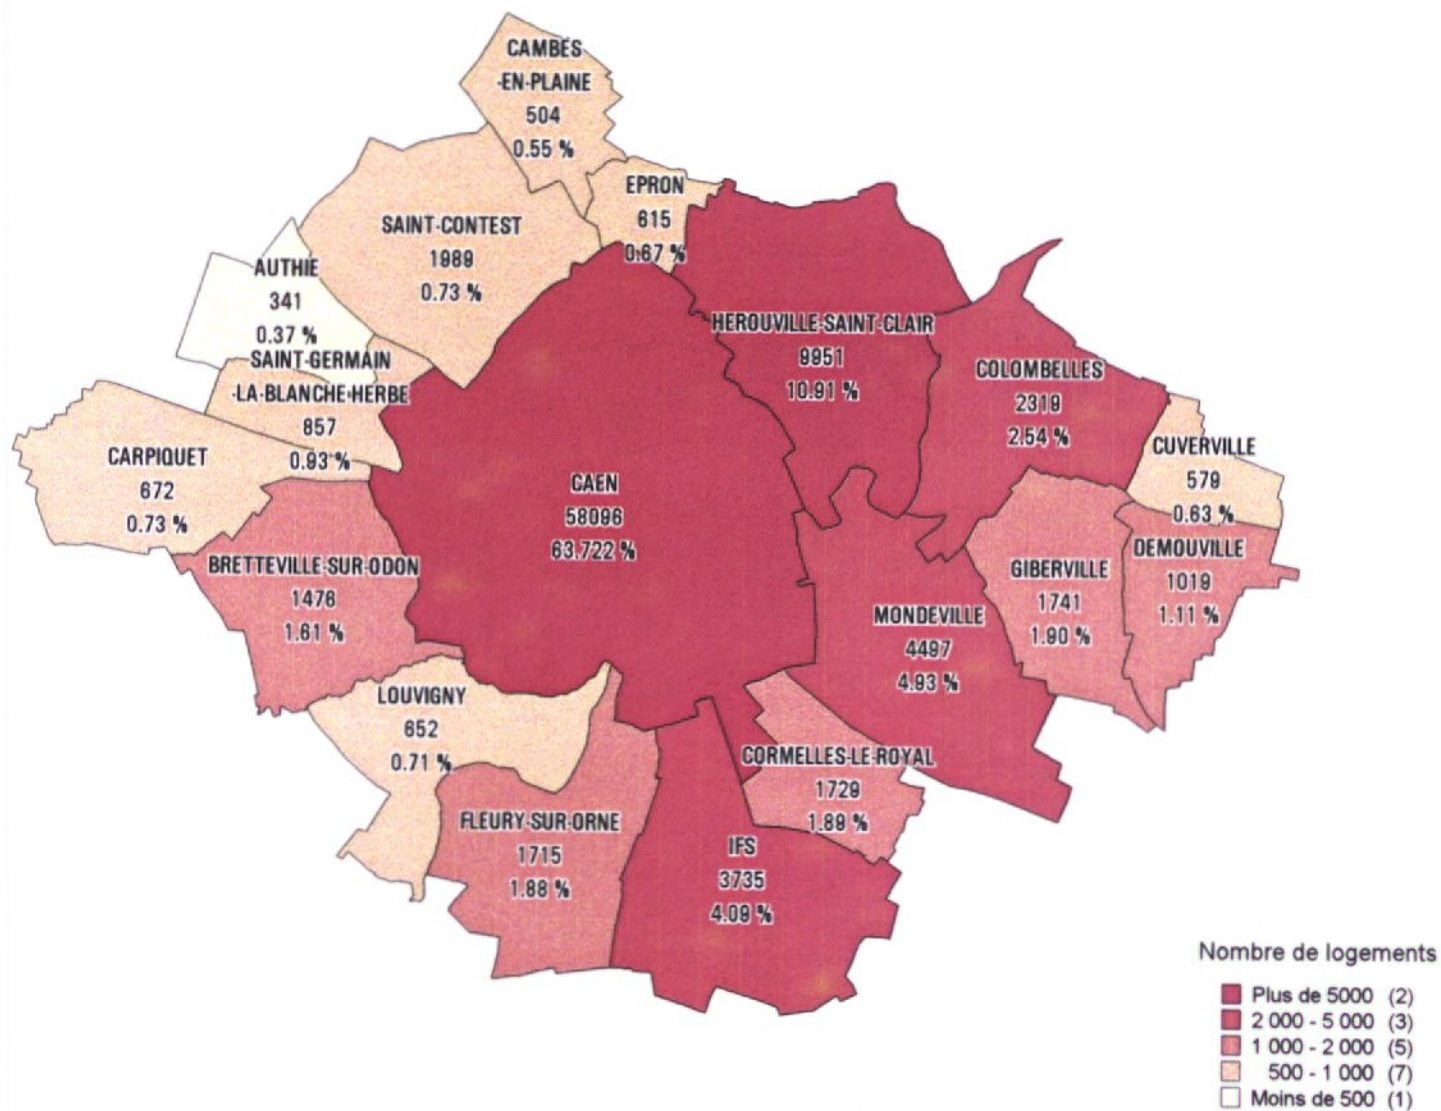 CAMBES
-EN-PLAINE
504
0.55 %
EPRON
615
0.67 %
SAINT-CONTEST
1989
0.73 %
AUTHIE
341
0.37 %
SAINT-GERMAIN
-LA-BLANCHE-HERBE
857
0.93 %
HEROUVILLE-SAINT-CLAIR
9951
10.91 %
COLOMBELLES
2319
2.54 %
CUVERVILLE
579
0.63 %
CARPIQUET
672
0.73 %
CAEN
58096
63.722 %
BRETTEVILLE-SUR-ODON
1476
1.61 %
DEMOUVILLE
1019
1.11 %
GIBERVILLE
1741
1.90 %
MONDEVILLE
4497
4.93 %
LOUVIGNY
652
0.71 %
CORMELLES-LE-ROYAL
1729
1.89 %
FLEURY-SUR-ORNE
1715
1.88 %
IFS
3735
4.09 %
Nombre de logements
Plus de 5000 (2)
2 000 - 5 000 (3)
1 000 - 2 000 (5)
500 - 1 000 (7)
Moins de 500 (1)